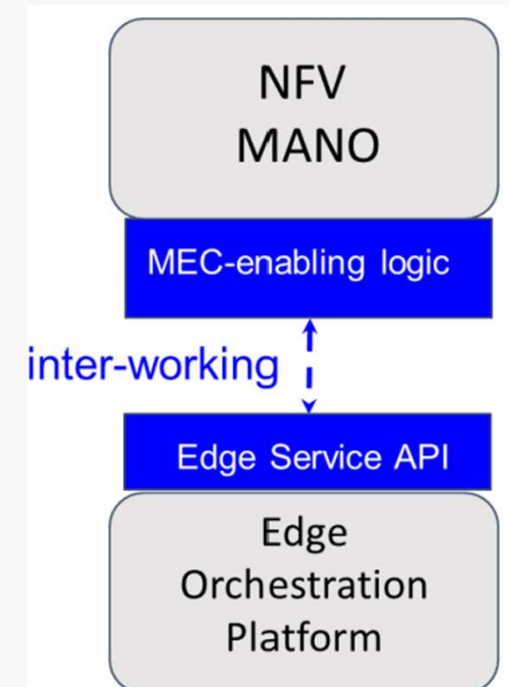 NFV
MANO
MEC-enabling logic
inter-working
Edge Service API
Edge
Orchestration
Platform